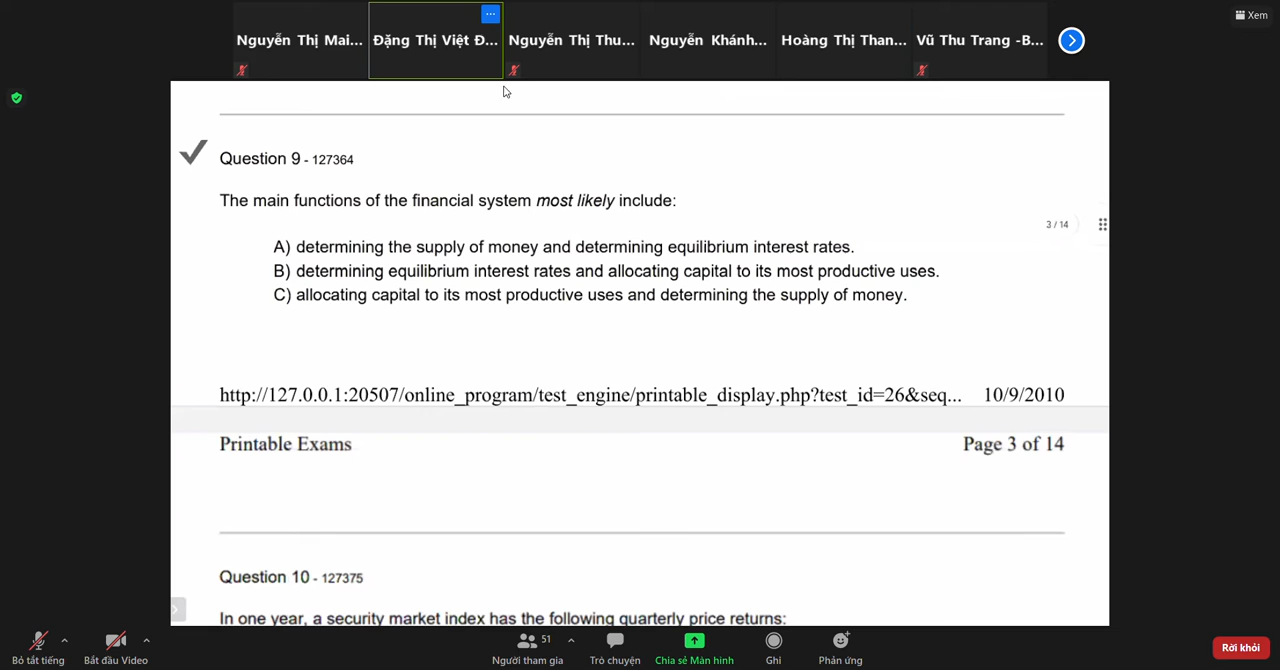 Xem
Nguyễn Thị Mai...
Đặng Thị Việt Đ...
Nguyễn Thị Thu...
Nguyễn Khánh...
Hoàng Thị Than...
Vũ Thu Trang -B...
Question 9 - 127364
The main functions of the financial system most likely include:
3 / 14
A) determining the supply of money and determining equilibrium interest rates.
B) determining equilibrium interest rates and allocating capital to its most productive uses.
C) allocating capital to its most productive uses and determining the supply of money.
http://127.0.0.1:20507/online_program/test_engine/printable_display.php?test_id=26&seq... 10/9/2010
Printable Exams Page 3 of 14
Question 10 - 127375
In one year, a security market index has the following quarterly price returns:
51
Bỏ tắt tiếng
Bắt đầu Video
Người tham gia
Trò chuyện
Chia sẻ Màn hình
Ghi
Phản ứng
Rời khỏi